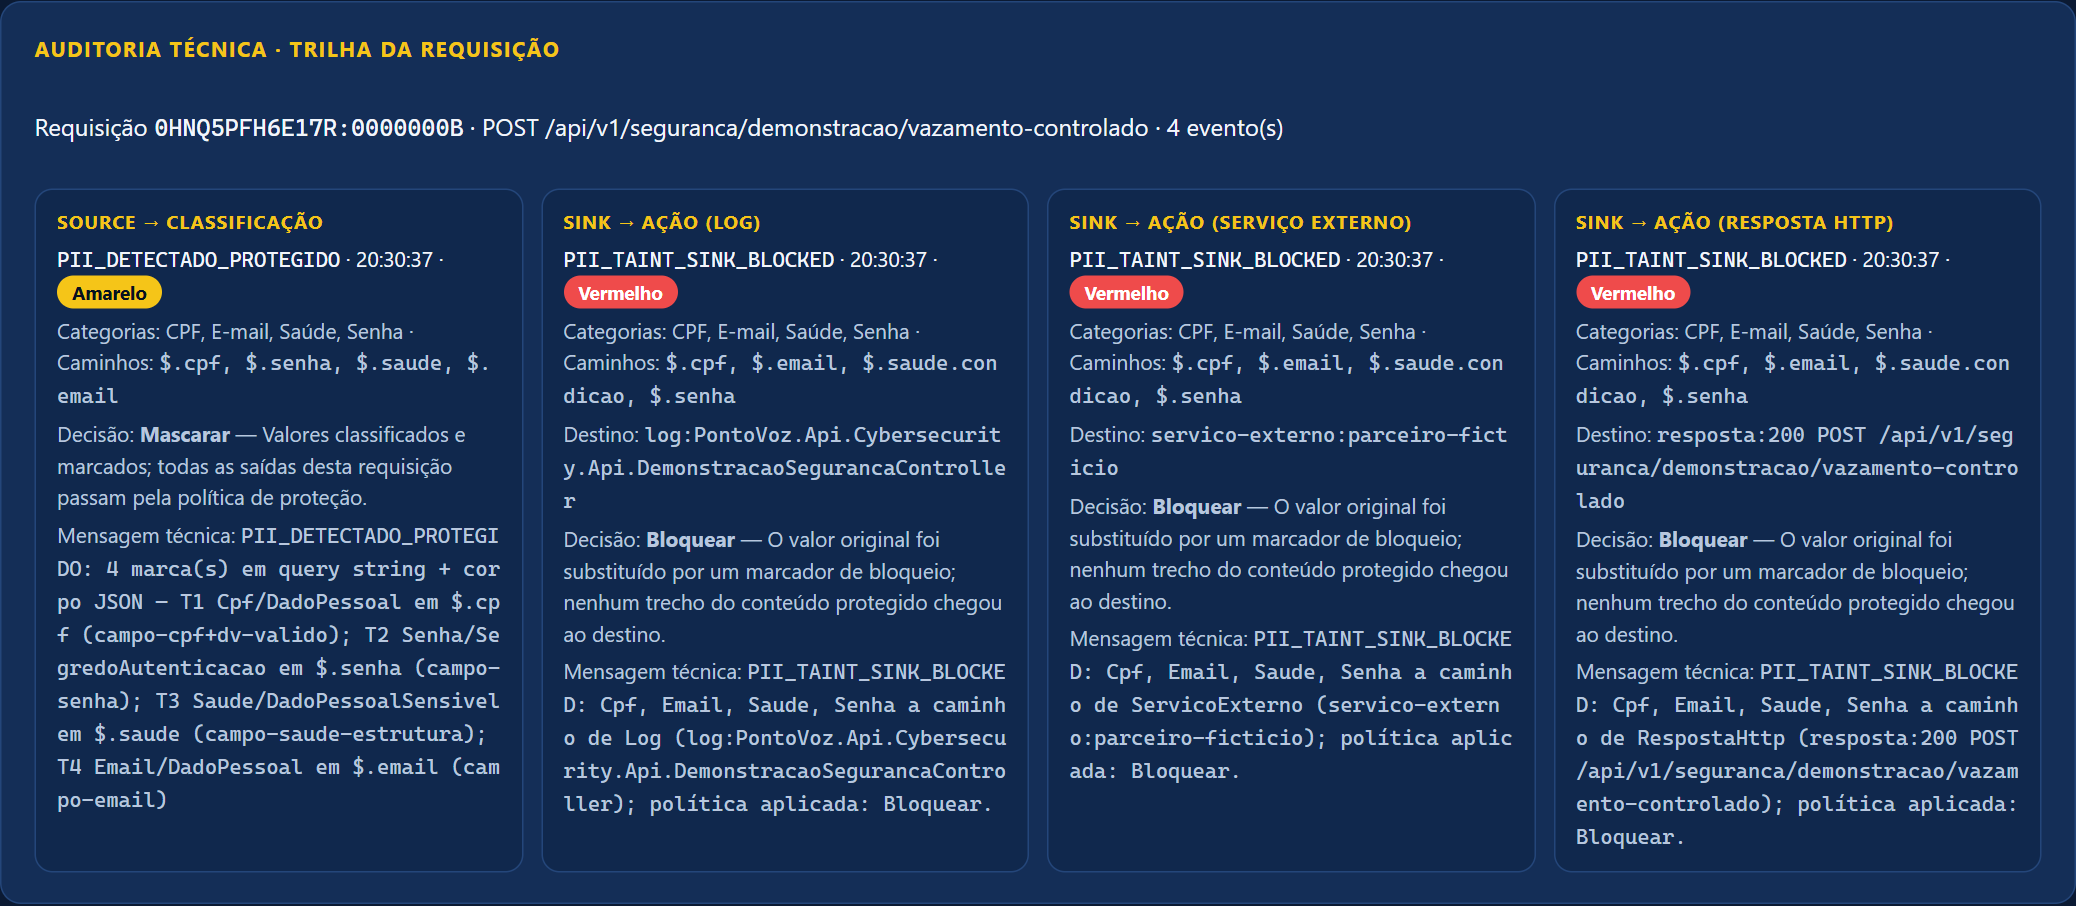 AUDITORIA TÉCNICA · TRILHA DA REQUISIÇÃO
Requisição 0HNQ5PFH6E17R:0000000B · POST /api/v1/seguranca/demonstracao/vazamento-controlado · 4 evento(s)
SOURCE → CLASSIFICAÇÃO
PII_DETECTADO_PROTEGIDO · 20:30:37 ·
Amarelo
Categorias: CPF, E-mail, Saúde, Senha ·
Caminhos: $.cpf, $.senha, $.saude, $.
email
Decisão: Mascarar — Valores classificados e
marcados; todas as saídas desta requisição
passam pela política de proteção.
Mensagem técnica: PII_DETECTADO_PROTEGI
DO: 4 marca(s) em query string + cor
po JSON — T1 Cpf/DadoPessoal em $.cp
f (campo-cpf+dv-valido); T2 Senha/Se
gredoAutenticacao em $.senha (campo-
senha); T3 Saude/DadoPessoalSensivel
em $.saude (campo-saude-estrutura);
T4 Email/DadoPessoal em $.email (cam
po-email)
SINK → AÇÃO (LOG)
PII_TAINT_SINK_BLOCKED · 20:30:37 ·
Vermelho
Categorias: CPF, E-mail, Saúde, Senha ·
Caminhos: $.cpf, $.email, $.saude.con
dicao, $.senha
Destino: log:PontoVoz.Api.Cybersecurit
y.Api.DemonstracaoSegurancaControlle
r
Decisão: Bloquear — O valor original foi
substituído por um marcador de bloqueio;
nenhum trecho do conteúdo protegido chegou
ao destino.
Mensagem técnica: PII_TAINT_SINK_BLOCKE
D: Cpf, Email, Saude, Senha a caminh
o de Log (log:PontoVoz.Api.Cybersecu
rity.Api.DemonstracaoSegurancaContro
ller); política aplicada: Bloquear.
SINK → AÇÃO (SERVIÇO EXTERNO)
PII_TAINT_SINK_BLOCKED · 20:30:37 ·
Vermelho
Categorias: CPF, E-mail, Saúde, Senha ·
Caminhos: $.cpf, $.email, $.saude.con
dicao, $.senha
Destino: servico-externo:parceiro-fict
icio
Decisão: Bloquear — O valor original foi
substituído por um marcador de bloqueio;
nenhum trecho do conteúdo protegido chegou
ao destino.
Mensagem técnica: PII_TAINT_SINK_BLOCKE
D: Cpf, Email, Saude, Senha a caminh
o de ServicoExterno (servico-extern
o:parceiro-ficticio); política aplic
ada: Bloquear.
SINK → AÇÃO (RESPOSTA HTTP)
PII_TAINT_SINK_BLOCKED · 20:30:37 ·
Vermelho
Categorias: CPF, E-mail, Saúde, Senha ·
Caminhos: $.cpf, $.email, $.saude.con
dicao, $.senha
Destino: resposta:200 POST /api/v1/seg
uranca/demonstracao/vazamento-contro
lado
Decisão: Bloquear — O valor original foi
substituído por um marcador de bloqueio;
nenhum trecho do conteúdo protegido chegou
ao destino.
Mensagem técnica: PII_TAINT_SINK_BLOCKE
D: Cpf, Email, Saude, Senha a caminh
o de RespostaHttp (resposta:200 POST
/api/v1/seguranca/demonstracao/vazam
ento-controlado); política aplicada:
Bloquear.